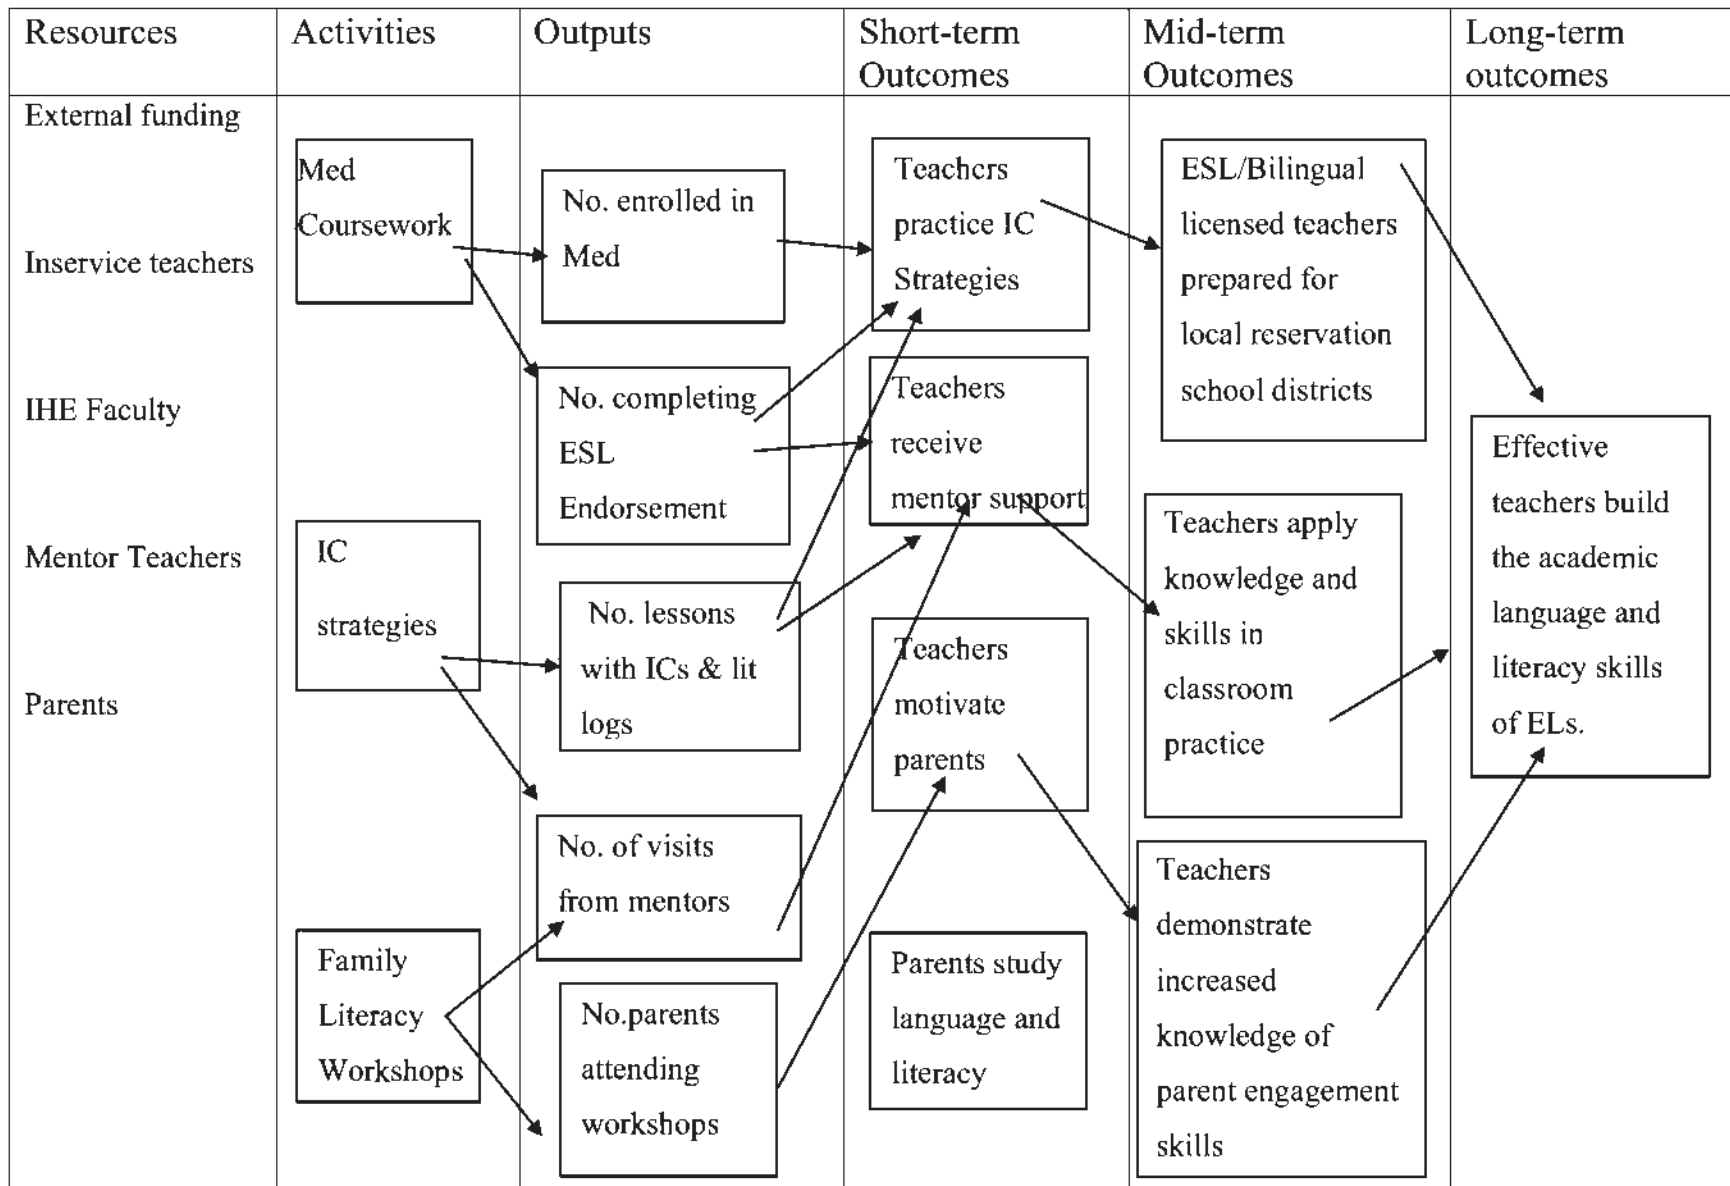 Resources
Activities
Outputs
Short-term
Outcomes
Mid-term
Outcomes
Long-term
outcomes
External funding
Inservice teachers
IHE Faculty
Mentor Teachers
Parents
Med
Coursework
IC
strategies
Family
Literacy
Workshops
No. enrolled in
Med
No. completing
ESL
Endorsement
No. lessons
with ICs & lit
logs
No. of visits
from mentors
No.parents
attending
workshops
Teachers
practice IC
Strategies
Teachers
receive
mentor support
Teachers
motivate
parents
Parents study
language and
literacy
ESL/Bilingual
licensed teachers
prepared for
local reservation
school districts
Teachers apply
knowledge and
skills in
classroom
practice
Teachers
demonstrate
increased
knowledge of
parent engagement
skills
Effective
teachers build
the academic
language and
literacy skills
of ELs.